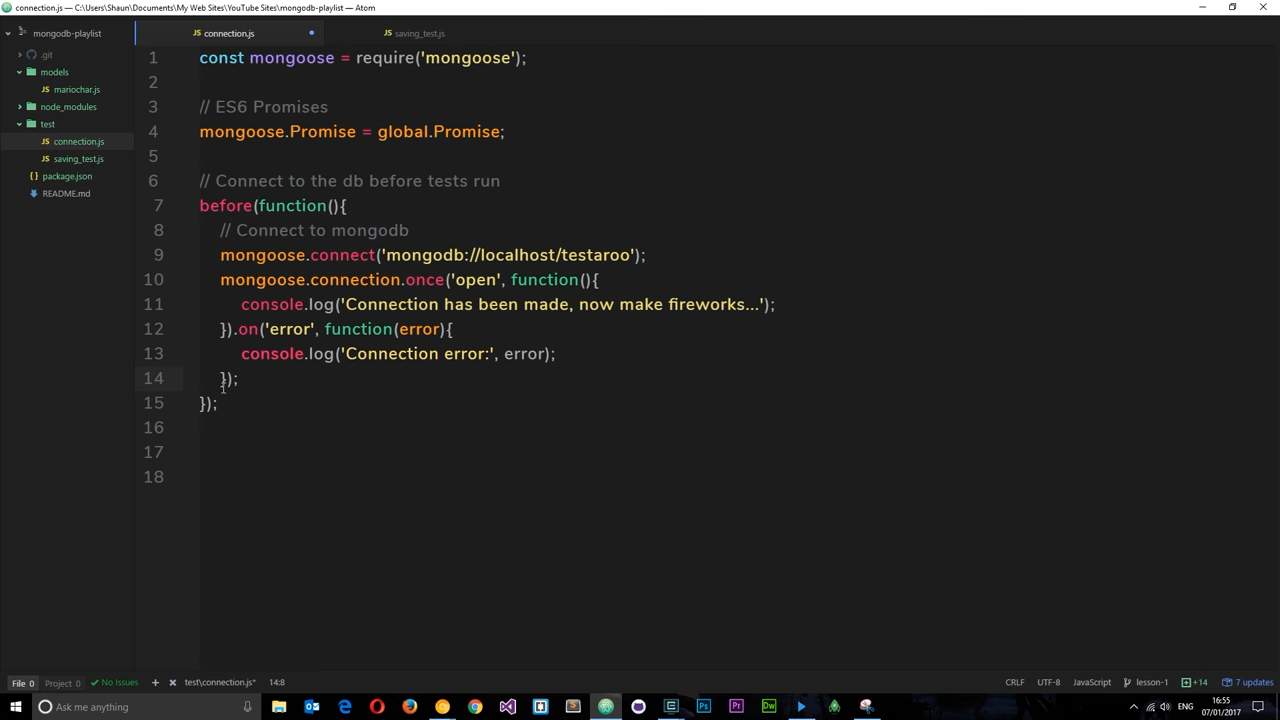 connection.js — C:\Users\Shaun\Documents\My Web Sites\YouTube Sites\mongodb-playlist — Atom
mongodb-playlist
.git
models
mariochar.js
node_modules
test
connection.js
saving_test.js
package.json
README.md
connection.js
saving_test.js
1 const mongoose = require('mongoose');
2
3 // ES6 Promises
4 mongoose.Promise = global.Promise;
5
6 // Connect to the db before tests run
7 before(function(){
8 // Connect to mongodb
9 mongoose.connect('mongodb://localhost/testaroo');
10 mongoose.connection.once('open', function(){
11 console.log('Connection has been made, now make fireworks...');
12 }).on('error', function(error){
13 console.log('Connection error:', error);
14 });
15 });
16
17
18
File 0 Project 0 No Issues test\connection.js* 14:8 CRLF UTF-8 JavaScript lesson-1 +14 7 updates
Ask me anything
ENG
16:55
07/01/2017